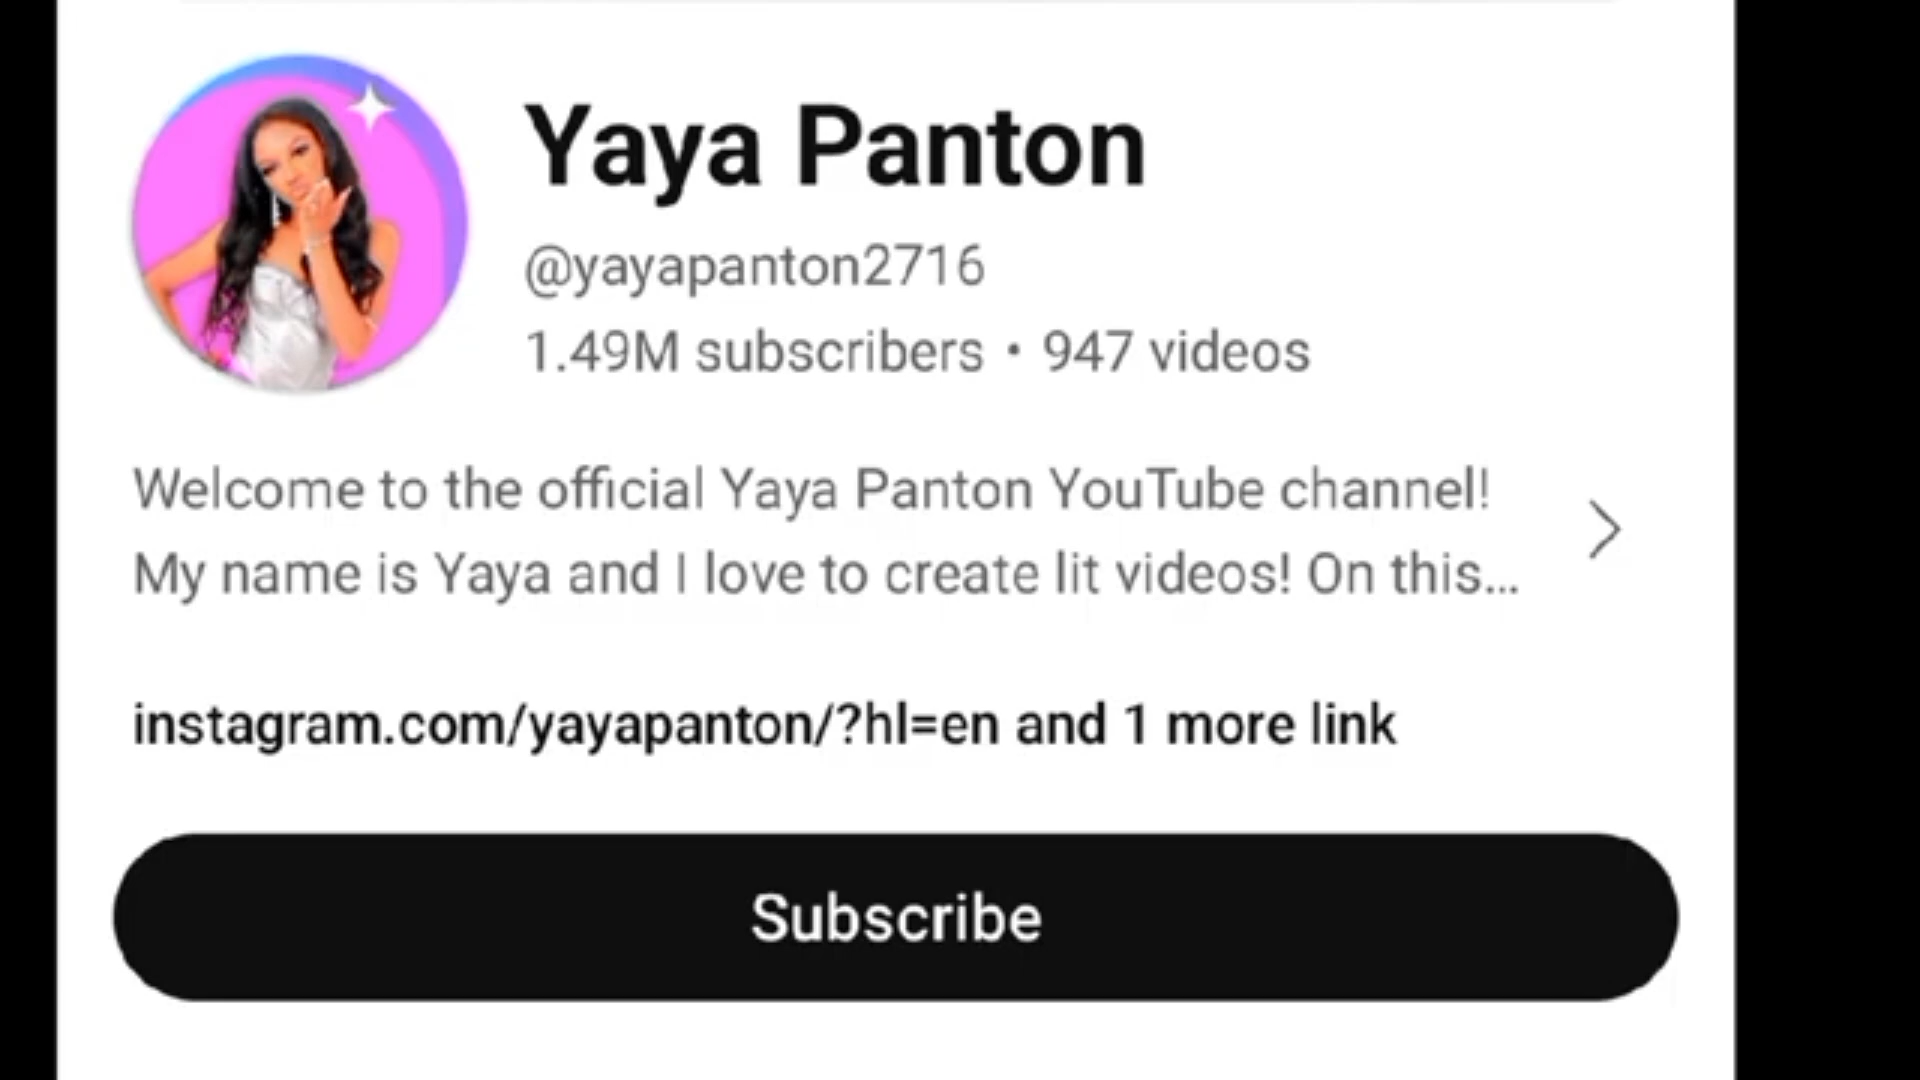 Yaya Panton
@yayapanton2716
1.49M subscribers • 947 videos
Welcome to the official Yaya Panton YouTube channel!
My name is Yaya and I love to create lit videos! On this...
instagram.com/yayapanton/?hl=en and 1 more link
Subscribe